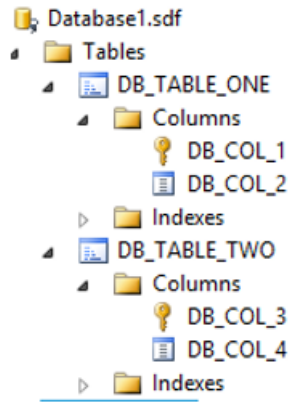 Database1.sdf
Tables
DB_TABLE_ONE
Columns
DB_COL_1
DB_COL_2
Indexes
DB_TABLE_TWO
Columns
DB_COL_3
DB_COL_4
Indexes